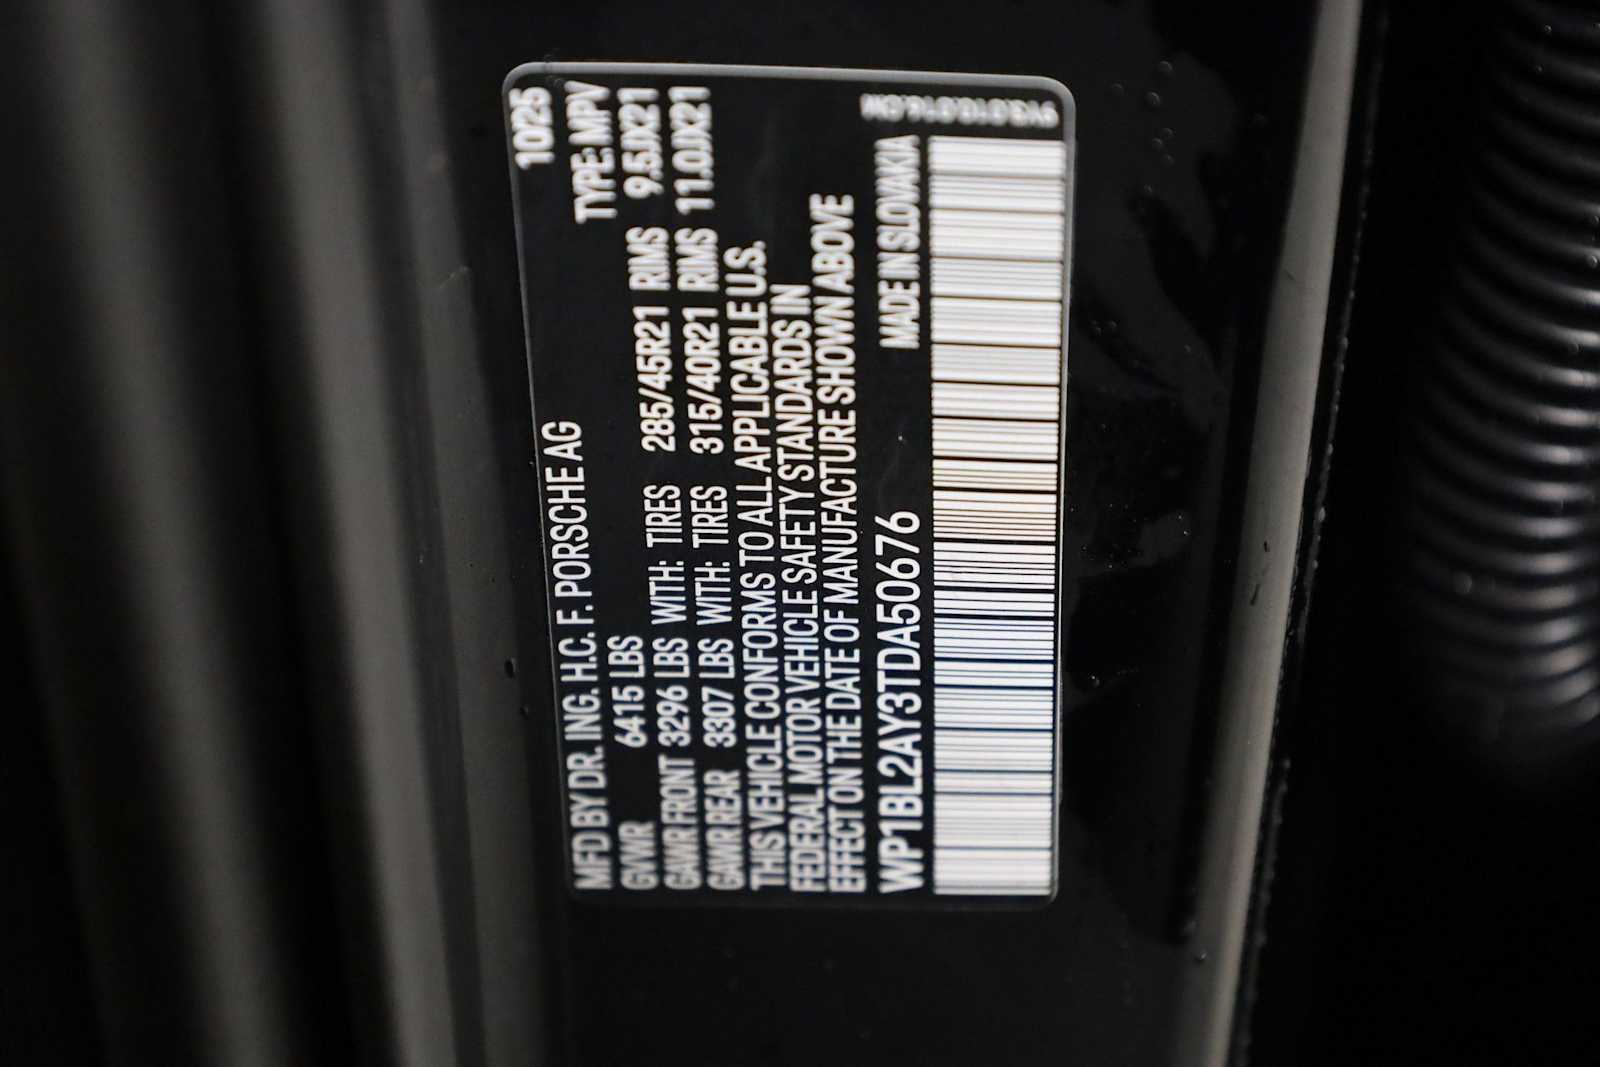 10/25
MFD BY DR. ING. H.C. F. PORSCHE AG TYPE: MPV
GVWR 6415 LBS 9.5JX21
GAWR FRONT 3296 LBS WITH: TIRES 285/45R21 RIMS 11.0JX21
GAWR REAR 3307 LBS WITH: TIRES 315/40R21 RIMS
THIS VEHICLE CONFORMS TO ALL APPLICABLE U.S.
FEDERAL MOTOR VEHICLE SAFETY STANDARDS IN
EFFECT ON THE DATE OF MANUFACTURE SHOWN ABOVE
WP1BL2AY3TDA50676 MADE IN SLOVAKIA